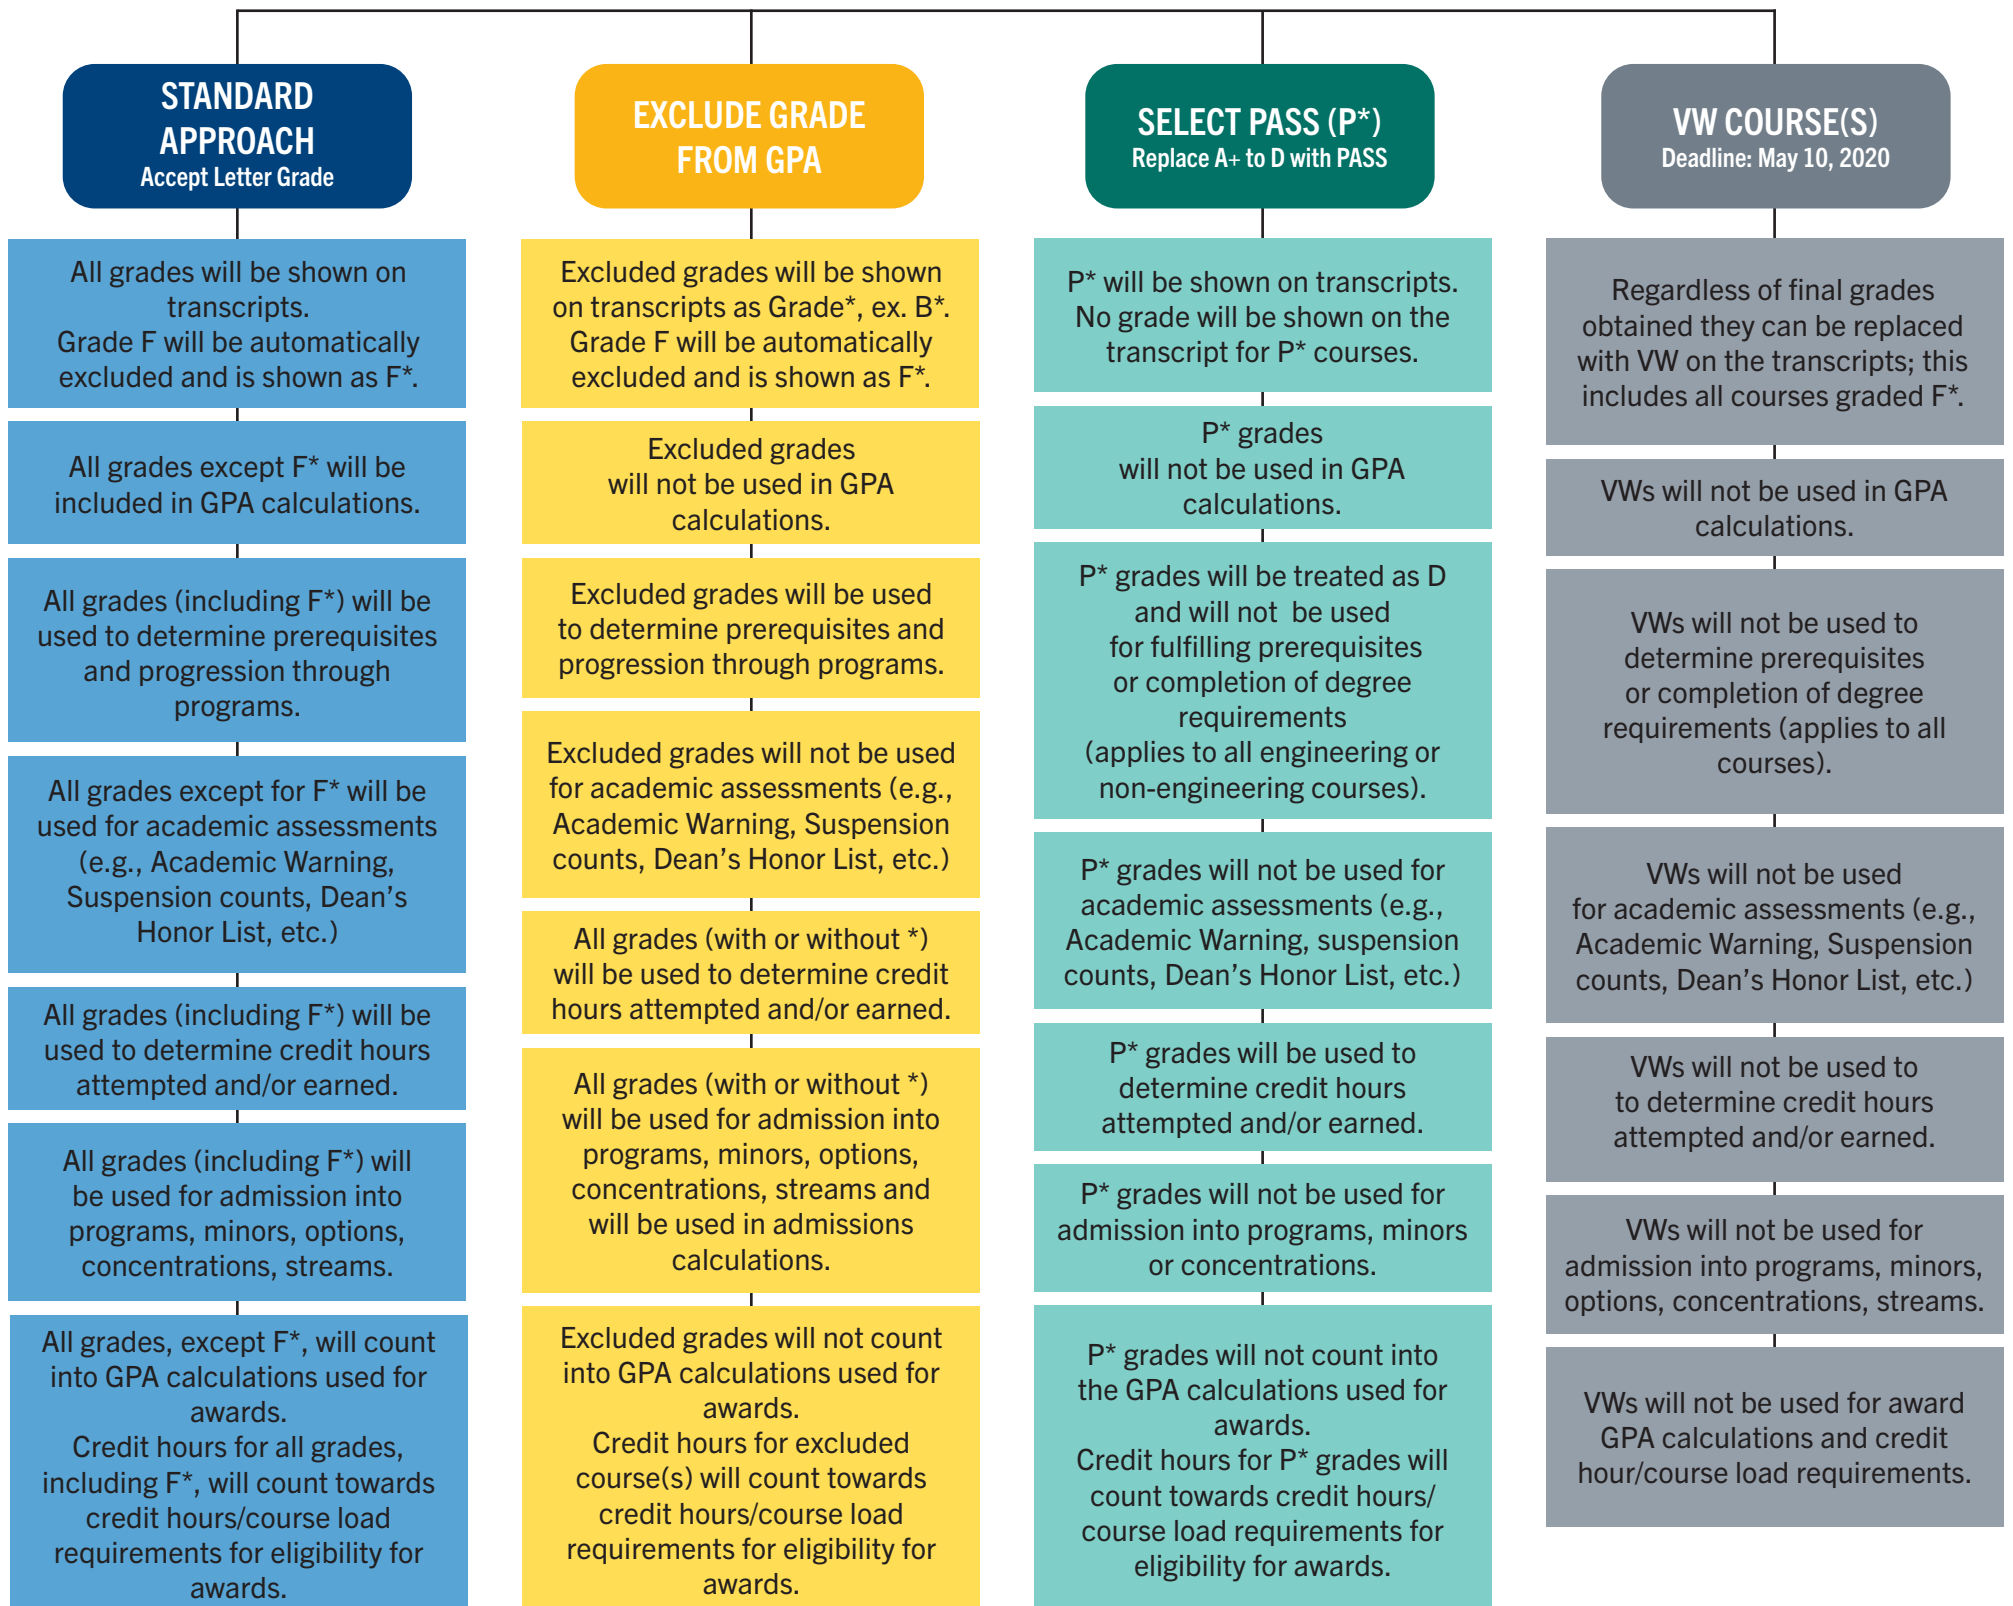 STANDARD
APPROACH
Accept Letter Grade
All grades will be shown on
transcripts.
Grade F will be automatically
excluded and is shown as F*.
All grades except F* will be
included in GPA calculations.
All grades (including F*) will be
used to determine prerequisites
and progression through
programs.
All grades except for F* will be
used for academic assessments
(e.g., Academic Warning,
Suspension counts, Dean's
Honor List, etc.)
All grades (including F*) will be
used to determine credit hours
attempted and/or earned.
All grades (including F*) will
be used for admission into
programs, minors, options,
concentrations, streams.
All grades, except F*, will count
into GPA calculations used for
awards.
Credit hours for all grades,
including F*, will count towards
credit hours/course load
requirements for eligibility for
awards.
EXCLUDE GRADE
FROM GPA
Excluded grades will be shown
on transcripts as Grade*, ex. B*.
Grade F will be automatically
excluded and is shown as F*.
Excluded grades
will not be used in GPA
calculations.
Excluded grades will be used
to determine prerequisites and
progression through programs.
Excluded grades will not be used
for academic assessments (e.g.,
Academic Warning, Suspension
counts, Dean's Honor List, etc.)
All grades (with or without *)
will be used to determine credit
hours attempted and/or earned.
All grades (with or without *)
will be used for admission into
programs, minors, options,
concentrations, streams and
will be used in admissions
calculations.
Excluded grades will not count
into GPA calculations used for
awards.
Credit hours for excluded
course(s) will count towards
credit hours/course load
requirements for eligibility for
awards.
SELECT PASS (P*)
Replace A+ to D with PASS
P* will be shown on transcripts.
No grade will be shown on the
transcript for P* courses.
P* grades
will not be used in GPA
calculations.
P* grades will be treated as D
and will not be used
for fulfilling prerequisites
or completion of degree
requirements
(applies to all engineering or
non-engineering courses).
P* grades will not be used for
academic assessments (e.g.,
Academic Warning, suspension
counts, Dean's Honor List, etc.)
P* grades will be used to
determine credit hours
attempted and/or earned.
P* grades will not be used for
admission into programs, minors
or concentrations.
P* grades will not count into
the GPA calculations used for
awards.
Credit hours for P* grades will
count towards credit hours/
course load requirements for
eligibility for awards.
VW COURSE(S)
Deadline: May 10, 2020
Regardless of final grades
obtained they can be replaced
with VW on the transcripts; this
includes all courses graded F*.
VWs will not be used in GPA
calculations.
VWs will not be used to
determine prerequisites
or completion of degree
requirements (applies to all
courses).
VWs will not be used
for academic assessments (e.g.,
Academic Warning, Suspension
counts, Dean's Honor List, etc.)
VWs will not be used to
to determine credit hours
attempted and/or earned.
VWs will not be used for
admission into programs, minors,
options, concentrations, streams.
VWs will not be used for award
GPA calculations and credit
hour/course load requirements.